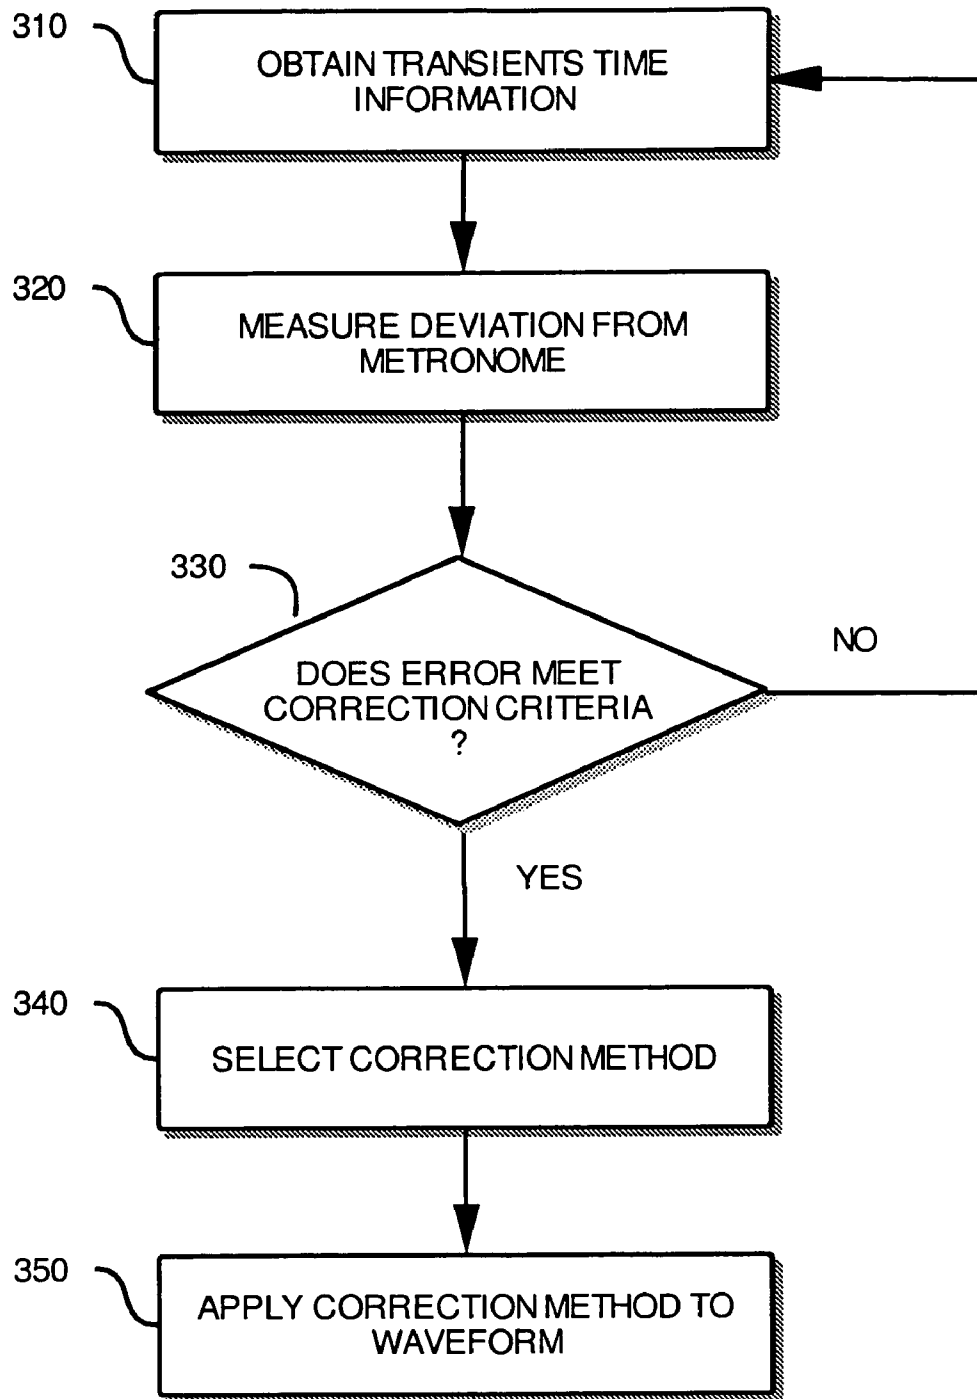 310
OBTAIN TRANSIENTS TIME
INFORMATION
320
MEASURE DEVIATION FROM
METRONOME
330
DOES ERROR MEET
CORRECTION CRITERIA
?
NO
YES
340
SELECT CORRECTION METHOD
350
APPLY CORRECTION METHOD TO
WAVEFORM